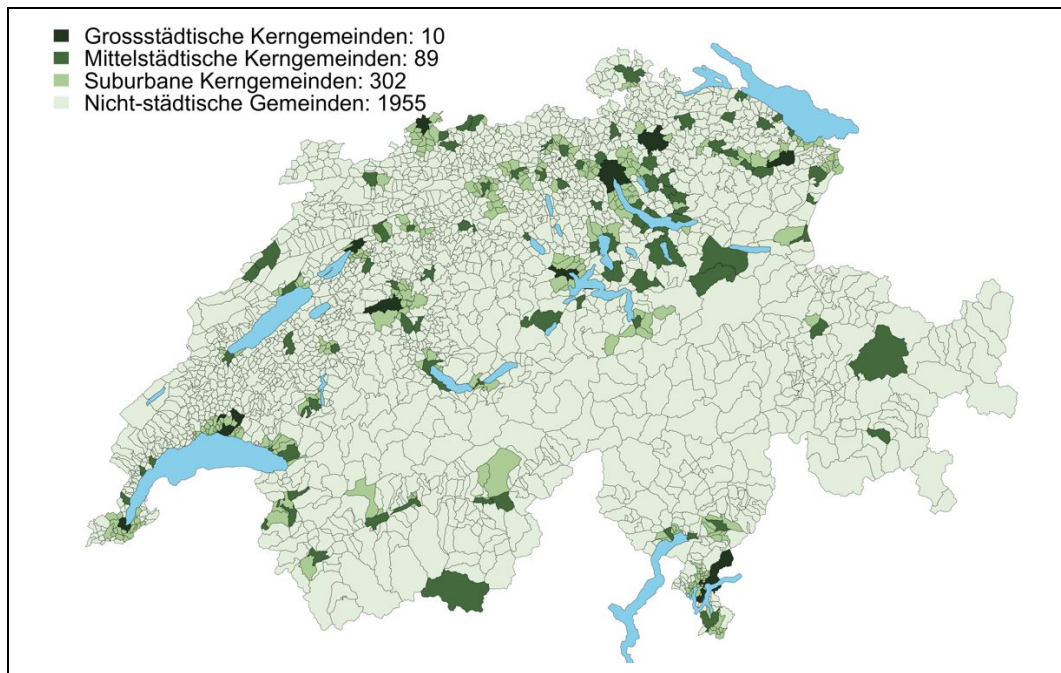 Grossstädtische Kerngemeinden: 10
Mittelstädtische Kerngemeinden: 89
Suburbane Kerngemeinden: 302
Nicht-städtische Gemeinden: 1955